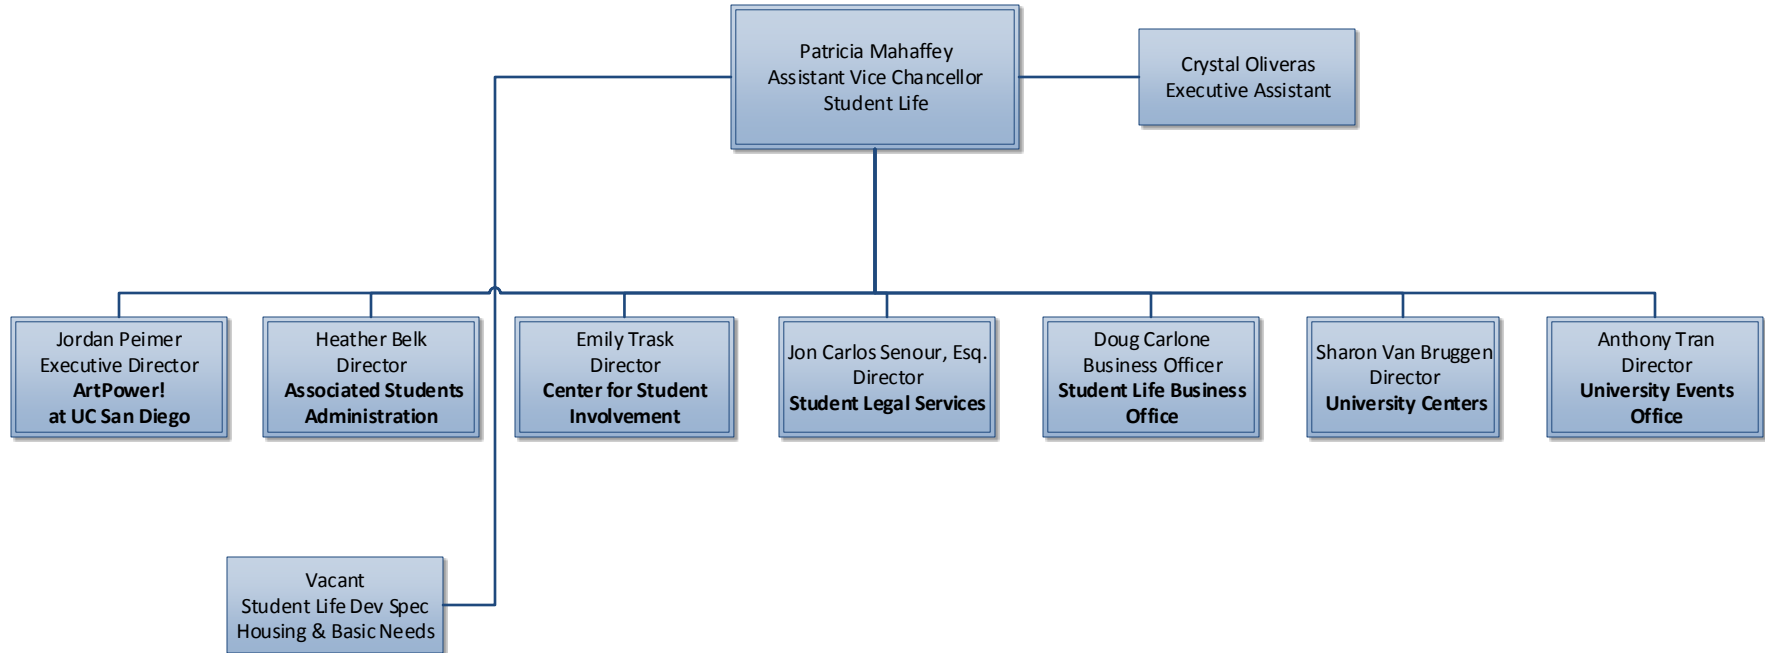 Patricia Mahaffey
Assistant Vice Chancellor
Student Life
Crystal Oliveras
Executive Assistant
Jordan Peimer
Executive Director
ArtPower!
at UC San Diego
Heather Belk
Director
Associated Students
Administration
Emily Trask
Director
Center for Student
Involvement
Jon Carlos Senour, Esq.
Director
Student Legal Services
Doug Carlone
Business Officer
Student Life Business
Office
Sharon Van Bruggen
Director
University Centers
Anthony Tran
Director
University Events
Office
Vacant
Student Life Dev Spec
Housing & Basic Needs